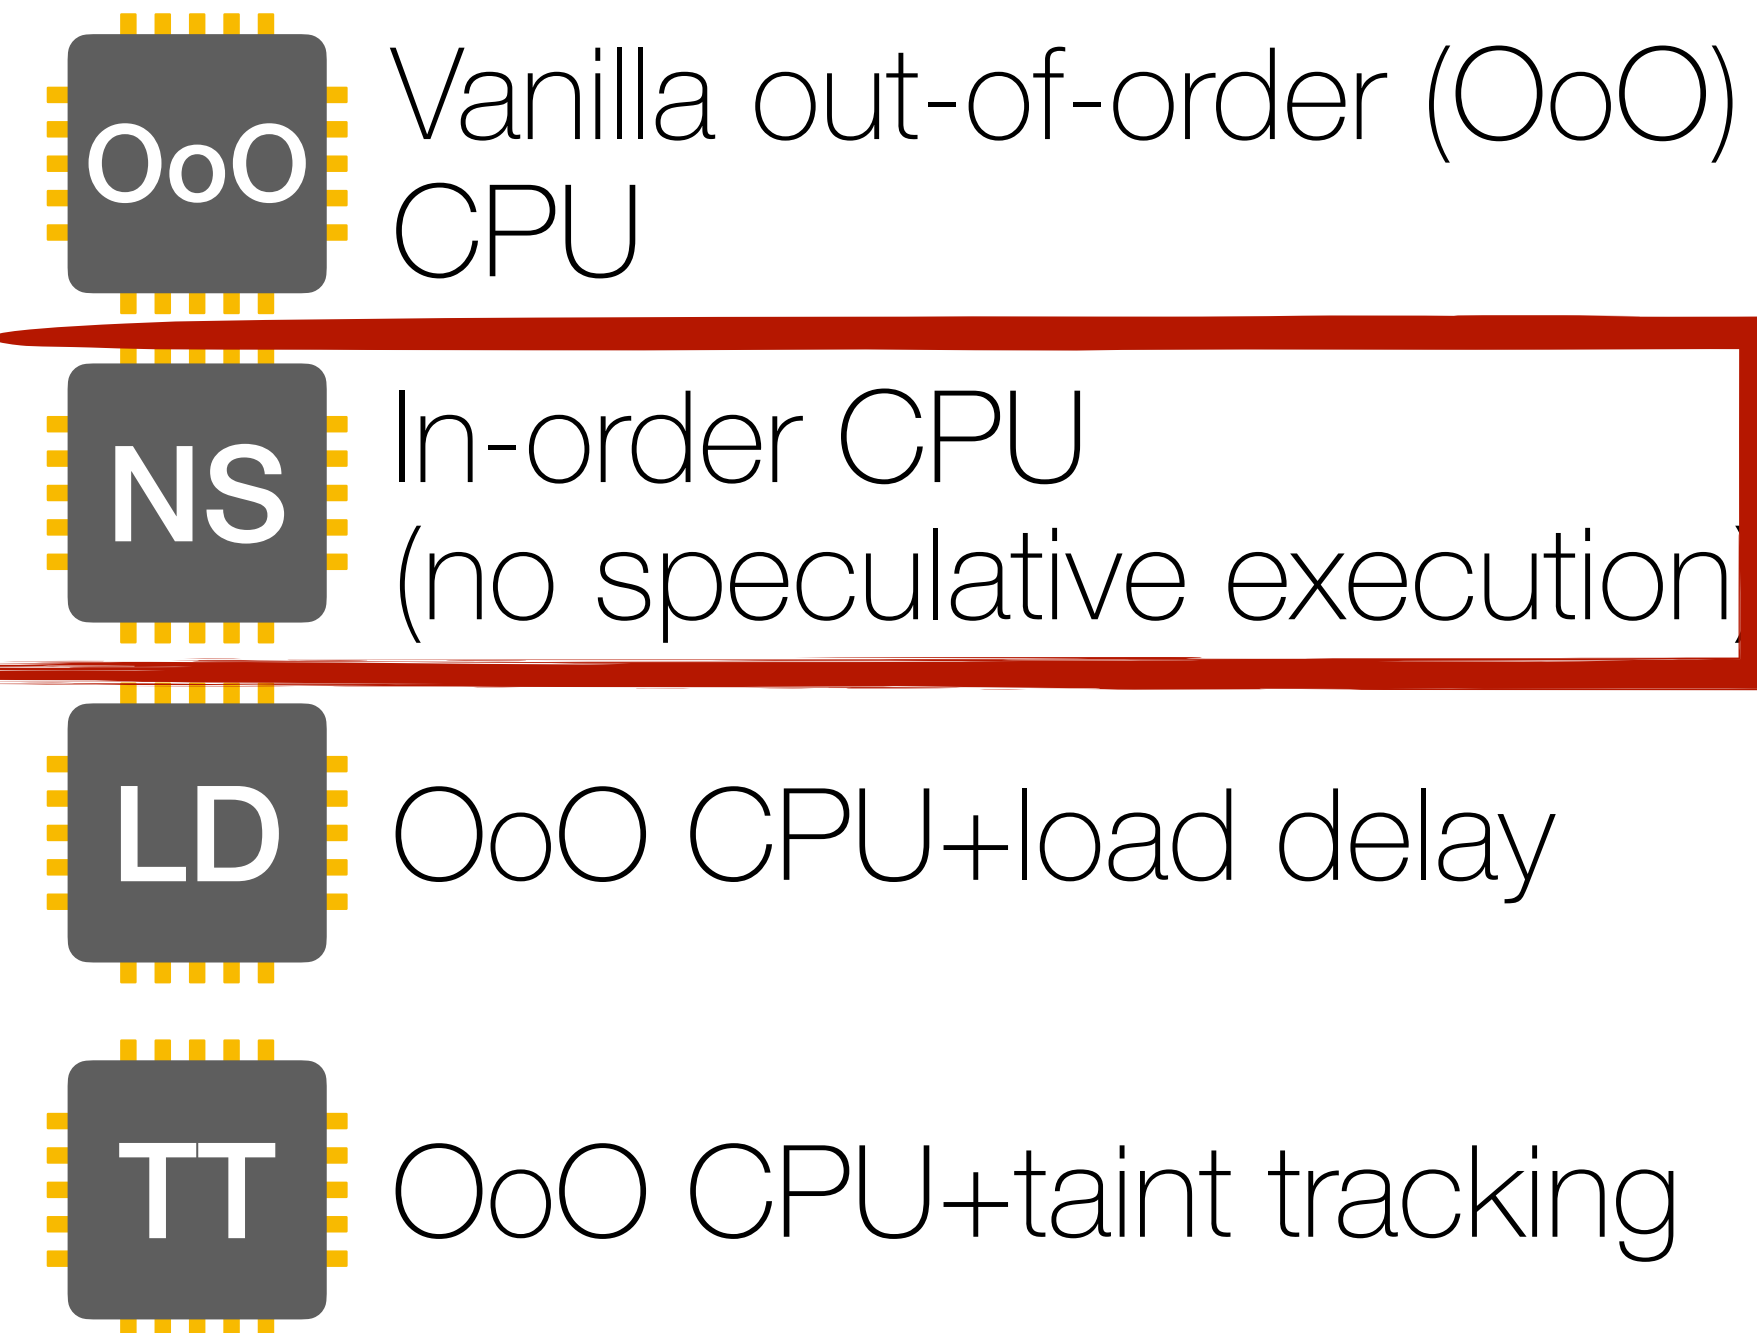 OoO
Vanilla out-of-order (OoO)
CPU
NS
In-order CPU
(no speculative execution)
LD
OoO CPU+load delay
TT
OoO CPU+taint tracking